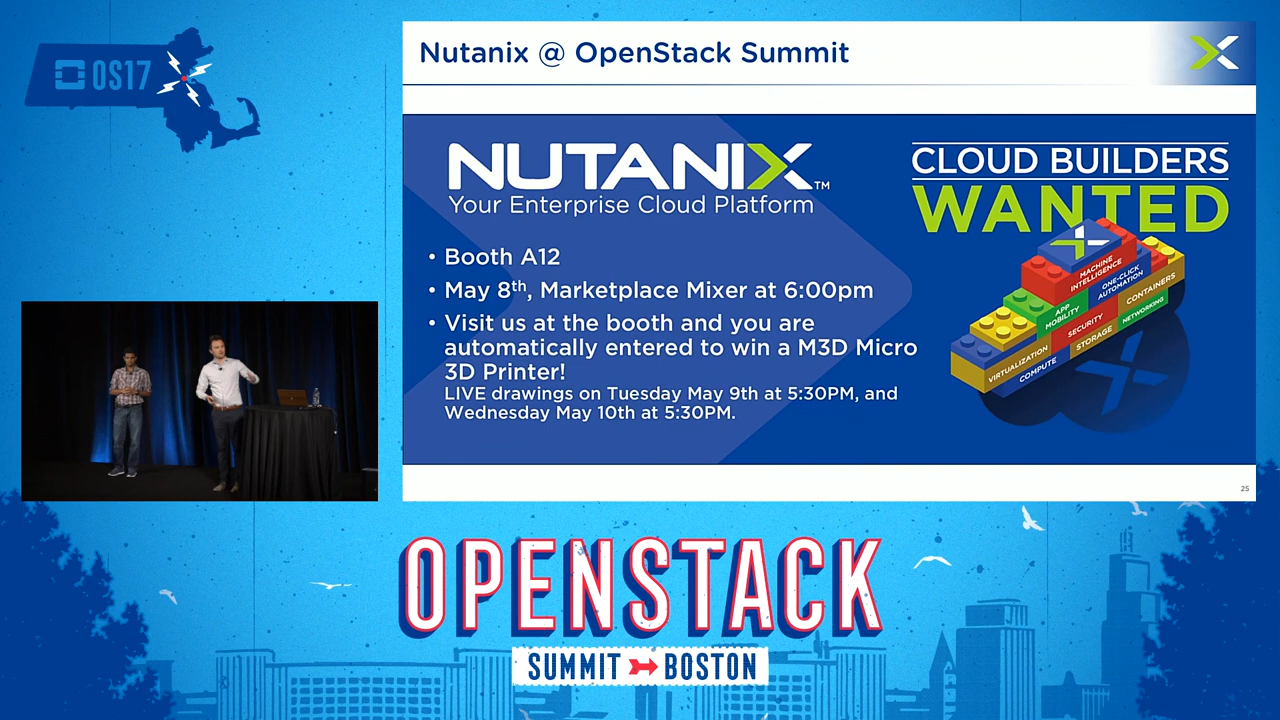 OS17
Nutanix @ OpenStack Summit
NUTANIX™
Your Enterprise Cloud Platform
CLOUD BUILDERS
WANTED
• Booth A12
• May 8th, Marketplace Mixer at 6:00pm
• Visit us at the booth and you are
automatically entered to win a M3D Micro
3D Printer!
LIVE drawings on Tuesday May 9th at 5:30PM, and
Wednesday May 10th at 5:30PM.
MACHINE
INTELLIGENCE
ONE-CLICK
AUTOMATION
CONTAINERS
APP
MOBILITY
SECURITY
NETWORKING
VIRTUALIZATION
STORAGE
COMPUTE
25
OPENSTACK
SUMMIT BOSTON